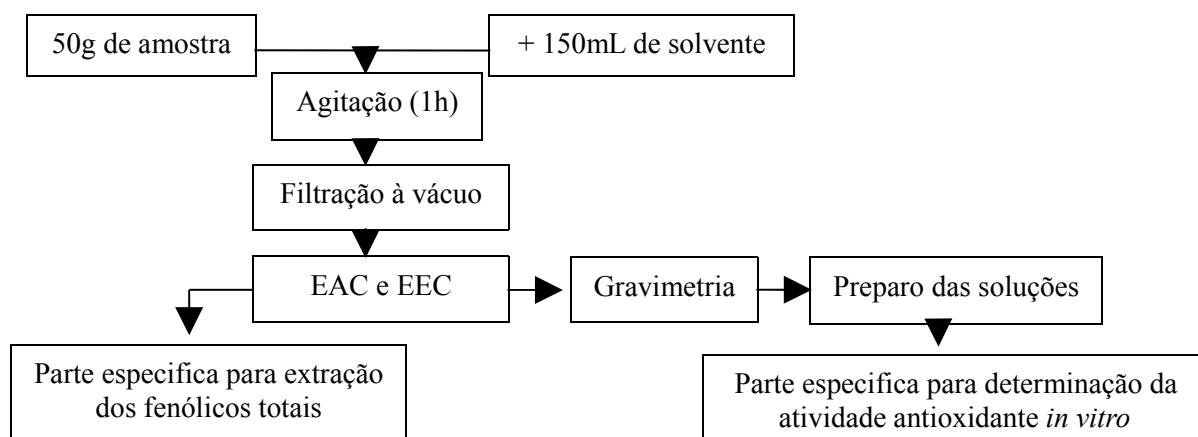 50g de amostra
+ 150mL de solvente
Agitação (1h)
Filtração à vácuo
EAC e EEC
Gravimetria
Preparo das soluções
Parte especifica para extração
dos fenólicos totais
Parte especifica para determinação da
atividade antioxidante in vitro